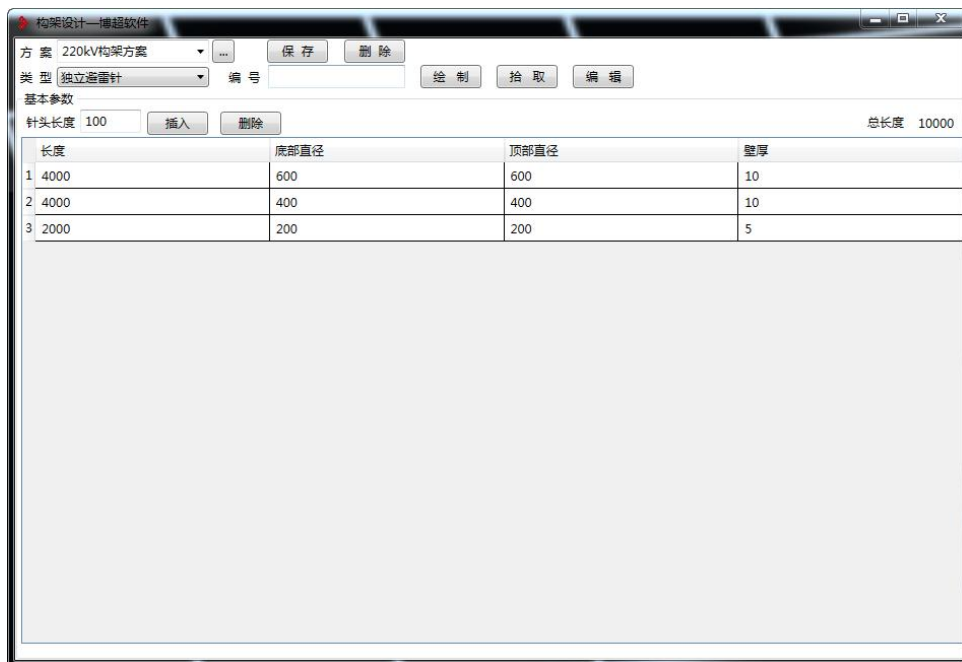 构架设计—博超软件
方 案 220kV构架方案 ... 保 存 删 除
类 型 独立避雷针 编 号 绘 制 拾 取 编 辑
基本参数
针头长度 100 插入 删除 总长度 10000
长度 底部直径 顶部直径 壁厚
1 4000 600 600 10
2 4000 400 400 10
3 2000 200 200 5